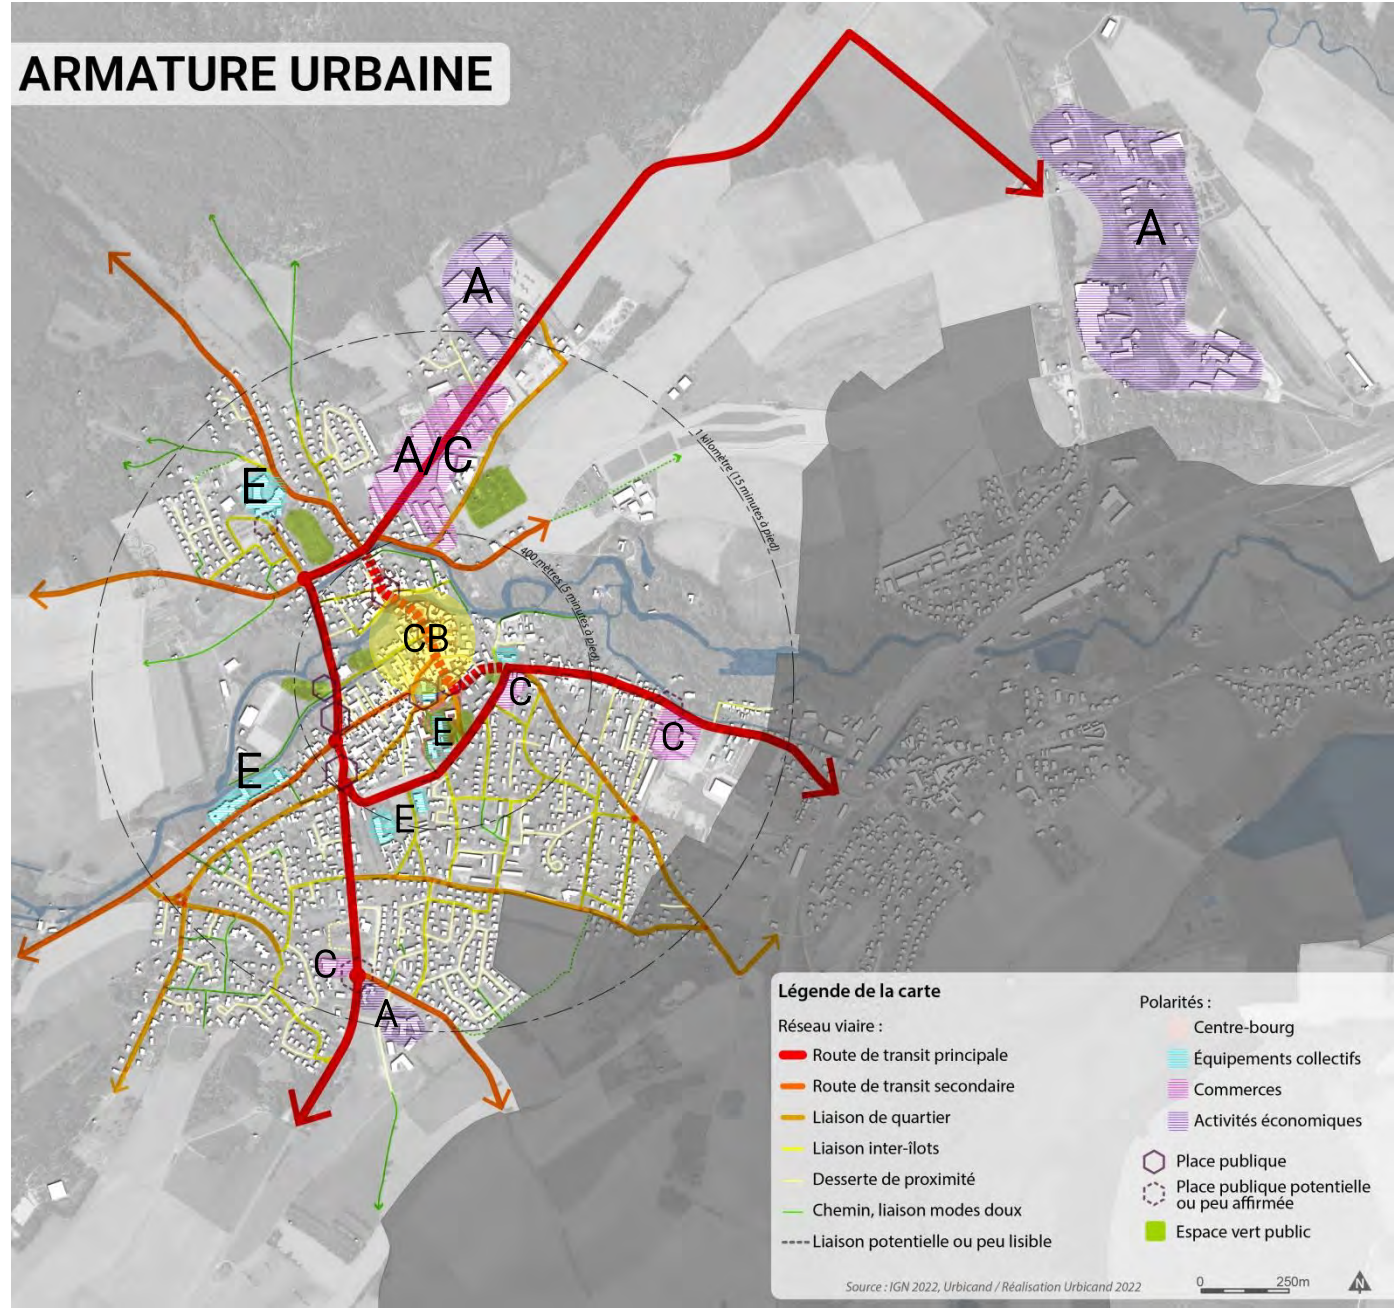 ARMATURE URBAINE
A
A
A/C
1 kilomètre (15 minutes à pied)
E
400 mètres (5 minutes à pied)
CB
C
E
C
E
E
C
A
Légende de la carte
Réseau viaire :
Route de transit principale
Route de transit secondaire
Liaison de quartier
Liaison inter-îlots
Desserte de proximité
Chemin, liaison modes doux
Liaison potentielle ou peu lisible
Polarités :
Centre-bourg
Équipements collectifs
Commerces
Activités économiques
Place publique
Place publique potentielle
ou peu affirmée
Espace vert public
Source : IGN 2022, Urbicand / Réalisation Urbicand 2022
0 250m
N